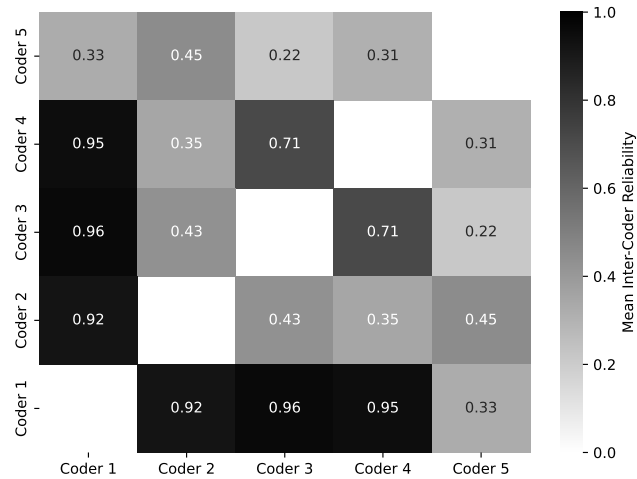 Coder 5 0.33 0.45 0.22 0.31
Coder 4 0.95 0.35 0.71 0.31
Coder 3 0.96 0.43 0.71 0.22
Coder 2 0.92 0.43 0.35 0.45
Coder 1 0.92 0.96 0.95 0.33
Coder 1 Coder 2 Coder 3 Coder 4 Coder 5
1.0
0.8
0.6
0.4
0.2
0.0
Mean Inter-Coder Reliability